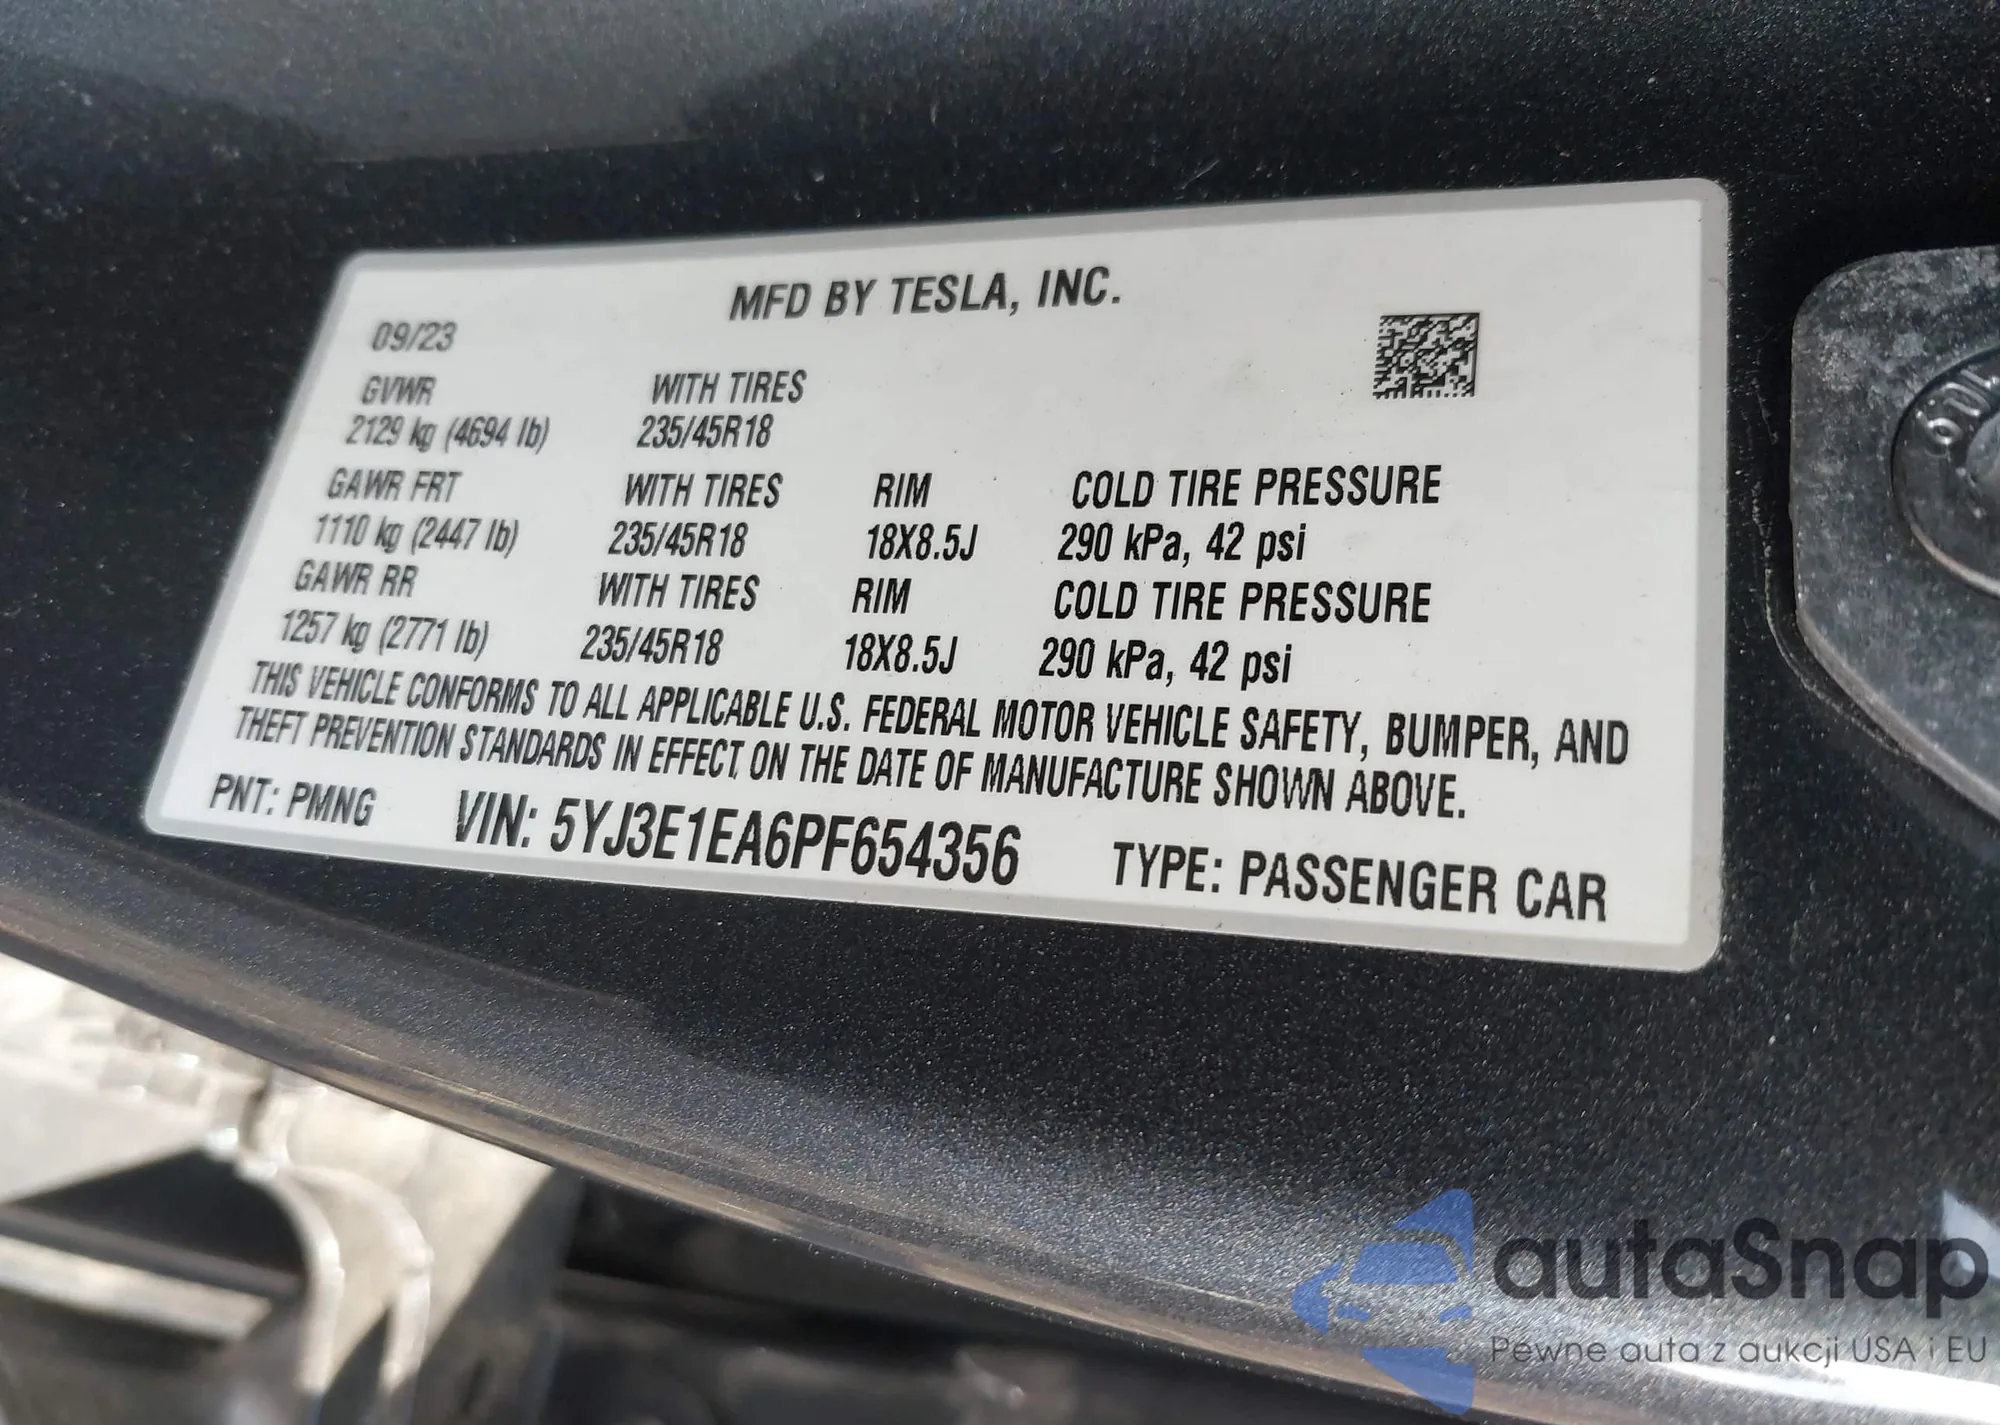 MFD BY TESLA, INC.
09/23
GVWR WITH TIRES
2129 kg (4694 lb) 235/45R18
GAWR FRT WITH TIRES RIM COLD TIRE PRESSURE
1110 kg (2447 lb) 235/45R18 18X8.5J 290 kPa, 42 psi
GAWR RR WITH TIRES RIM COLD TIRE PRESSURE
1257 kg (2771 lb) 235/45R18 18X8.5J 290 kPa, 42 psi
THIS VEHICLE CONFORMS TO ALL APPLICABLE U.S. FEDERAL MOTOR VEHICLE SAFETY, BUMPER, AND
THEFT PREVENTION STANDARDS IN EFFECT, ON THE DATE OF MANUFACTURE SHOWN ABOVE.
PNT: PMNG VIN: 5YJ3E1EA6PF654356 TYPE: PASSENGER CAR
autaSnap
Pewne auta z aukcji USA i EU